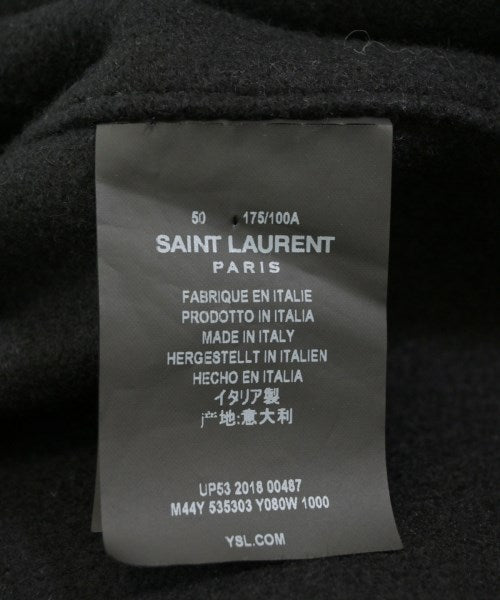 50 175/100A
SAINT LAURENT
PARIS
FABRIQUE EN ITALIE
PRODOTTO IN ITALIA
MADE IN ITALY
HERGESTELLT IN ITALIEN
HECHO EN ITALIA
イタリア製
产地:意大利
UP53 2018 00487
M44Y 535303 Y080W 1000
YSL.COM